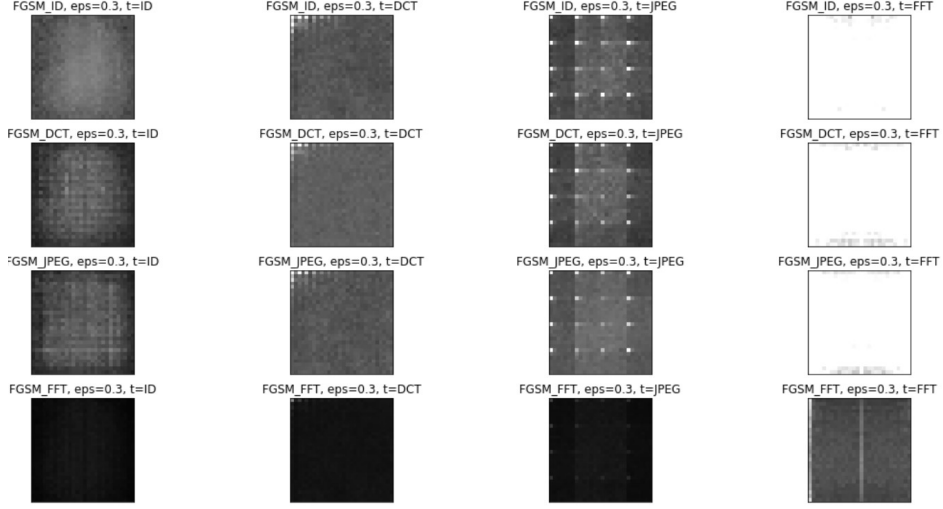 FGSM_ID, eps=0.3, t=ID
FGSM_ID, eps=0.3, t=DCT
FGSM_ID, eps=0.3, t=JPEG
FGSM_ID, eps=0.3, t=FFT
FGSM_DCT, eps=0.3, t=ID
FGSM_DCT, eps=0.3, t=DCT
FGSM_DCT, eps=0.3, t=JPEG
FGSM_DCT, eps=0.3, t=FFT
FGSM_JPEG, eps=0.3, t=ID
FGSM_JPEG, eps=0.3, t=DCT
FGSM_JPEG, eps=0.3, t=JPEG
FGSM_JPEG, eps=0.3, t=FFT
FGSM_FFT, eps=0.3, t=ID
FGSM_FFT, eps=0.3, t=DCT
FGSM_FFT, eps=0.3, t=JPEG
FGSM_FFT, eps=0.3, t=FFT